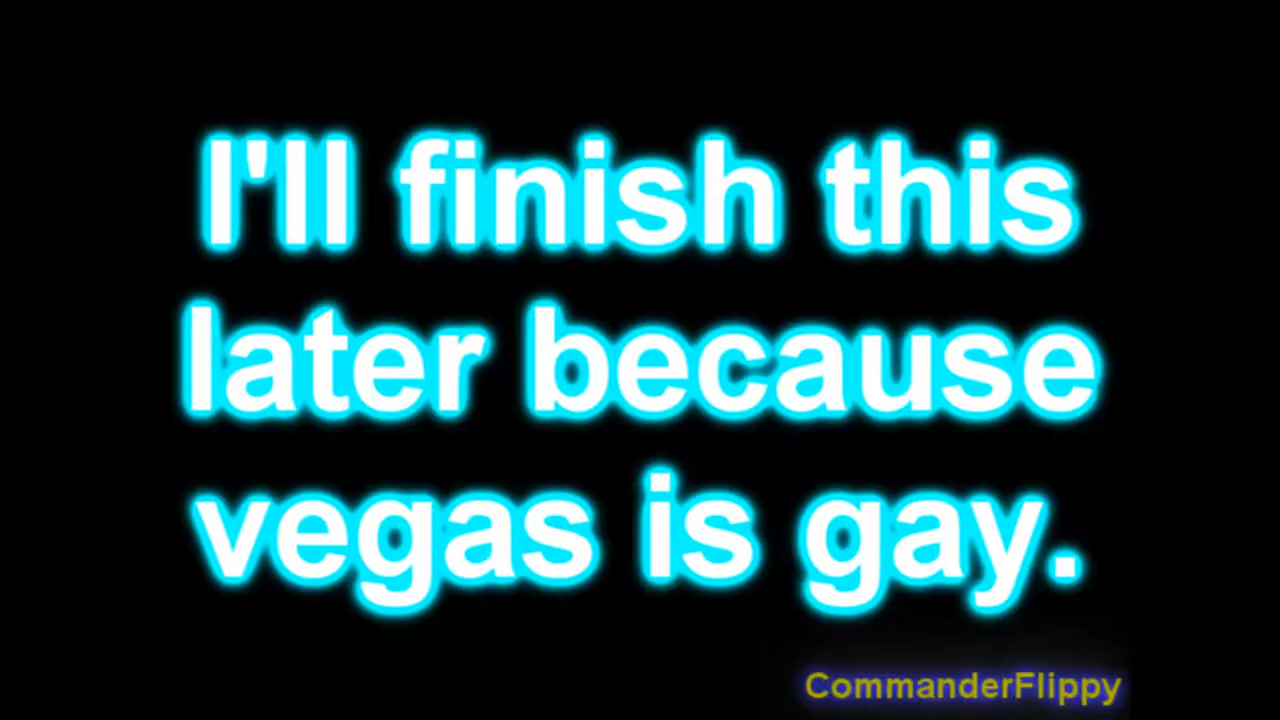 I'll finish this
later because
vegas is gay.
CommanderFlippy